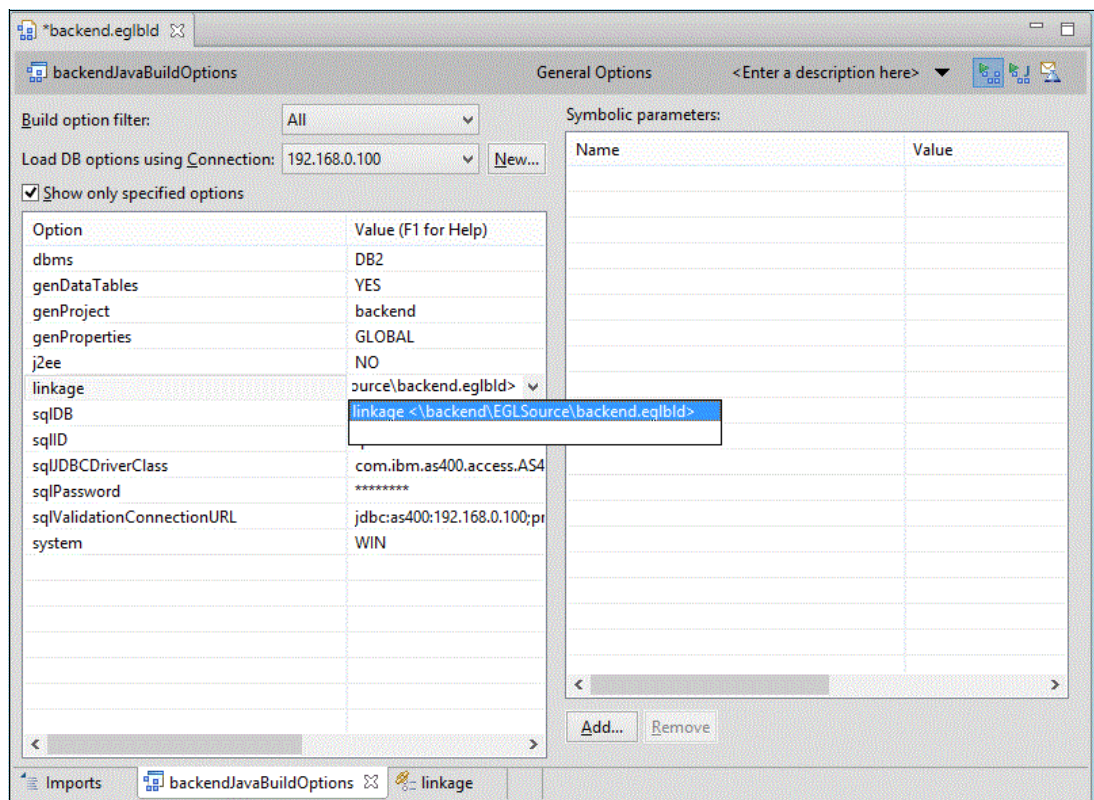 *backend.eglbld
backendJavaBuildOptions General Options <Enter a description here>
Build option filter: All
Load DB options using Connection: 192.168.0.100 New...
Show only specified options
Option Value (F1 for Help)
dbms DB2
genDataTables YES
genProject backend
genProperties GLOBAL
j2ee NO
linkage ource\backend.eglbld>
linkage <\backend\EGLSource\backend.eglbld>
sqlDB
sqlID
sqlJDBCDriverClass com.ibm.as400.access.AS4
sqlPassword ********
sqlValidationConnectionURL jdbc:as400:192.168.0.100;pr
system WIN
Symbolic parameters:
Name Value
Add... Remove
Imports backendJavaBuildOptions linkage